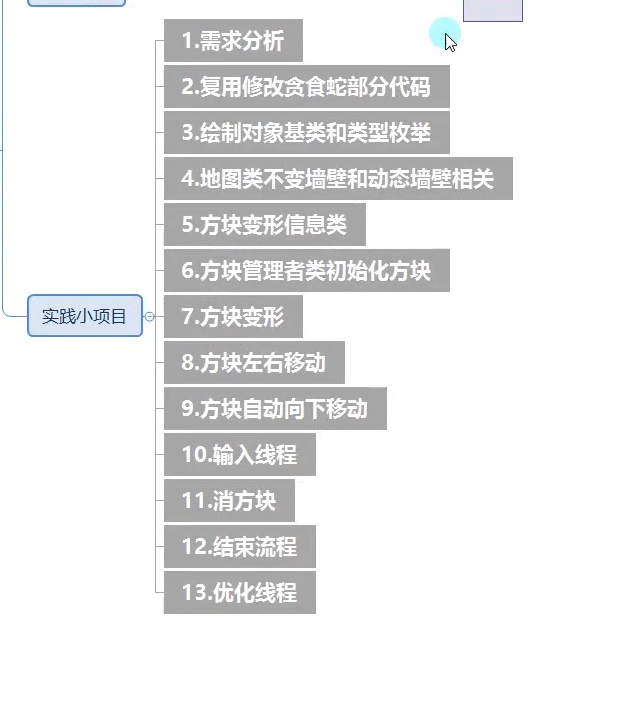 1.需求分析
2.复用修改贪食蛇部分代码
3.绘制对象基类和类型枚举
4.地图类不变墙壁和动态墙壁相关
5.方块变形信息类
6.方块管理者类初始化方块
实践小项目
7.方块变形
8.方块左右移动
9.方块自动向下移动
10.输入线程
11.消方块
12.结束流程
13.优化线程